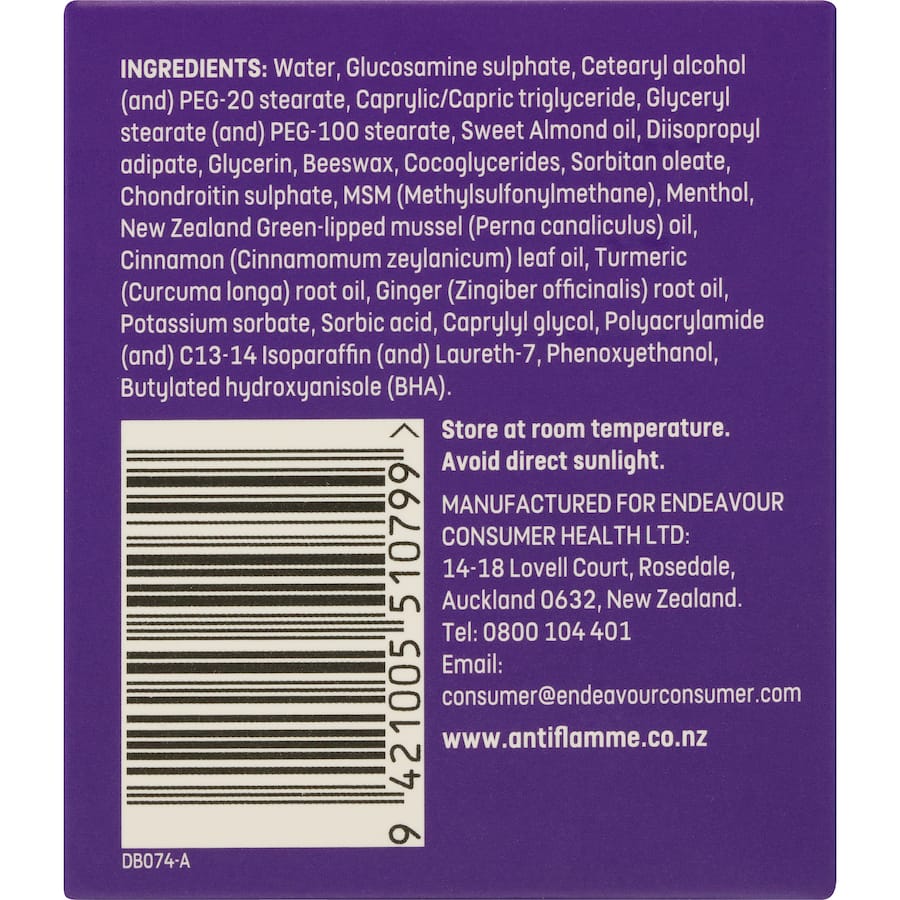 INGREDIENTS: Water, Glucosamine sulphate, Cetearyl alcohol
(and) PEG-20 stearate, Caprylic/Capric triglyceride, Glyceryl
stearate (and) PEG-100 stearate, Sweet Almond oil, Diisopropyl
adipate, Glycerin, Beeswax, Cocoglycerides, Sorbitan oleate,
Chondroitin sulphate, MSM (Methylsulfonylmethane), Menthol,
New Zealand Green-lipped mussel (Perna canaliculus) oil,
Cinnamon (Cinnamomum zeylanicum) leaf oil, Turmeric
(Curcuma longa) root oil, Ginger (Zingiber officinalis) root oil,
Potassium sorbate, Sorbic acid, Caprylyl glycol, Polyacrylamide
(and) C13-14 Isoparaffin (and) Laureth-7, Phenoxyethanol,
Butylated hydroxyanisole (BHA).
9 421005 510799 >
DB074-A
Store at room temperature.
Avoid direct sunlight.
MANUFACTURED FOR ENDEAVOUR
CONSUMER HEALTH LTD:
14-18 Lovell Court, Rosedale,
Auckland 0632, New Zealand.
Tel: 0800 104 401
Email:
consumer@endeavourconsumer.com
www.antiflamme.co.nz